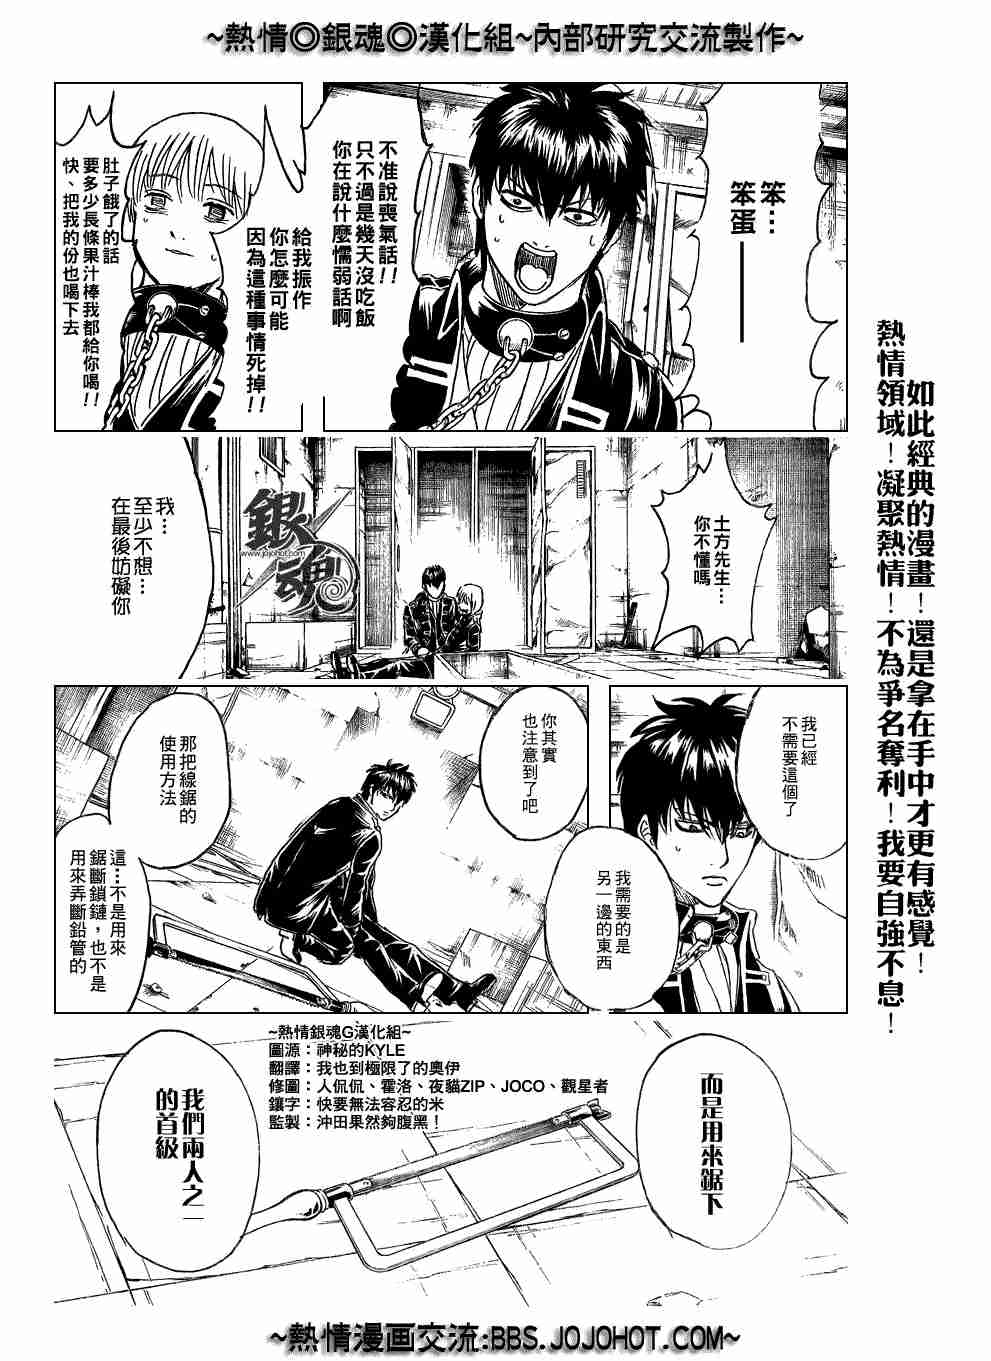 ~熱情◎銀魂◎漢化組~內部研究交流製作~
笨…
笨蛋——
不准說喪氣話!!
只不過是幾天沒吃飯
你在說什麼懦弱話啊
給我振作
你怎麼可能
因為這種事情死掉!!
肚子餓了的話
要多少長條果汁棒我都給你喝!!
快、把我的份也喝下去
土方先生…
你不懂嗎…
銀魂
www.jojohot.com
我…
至少不想…
在最後妨礙你
我已經
不需要這個了
我需要的是
另一邊的東西
你其實
也注意到了吧
那把線鋸的
使用方法
這…不是用來
鋸斷鎖鏈，也不是
用來弄斷鉛管的
而是用來鋸下
~熱情銀魂G漢化組~
圖源：神秘的KYLE
翻譯：我也到極限了的奧伊
修圖：人侃侃、霍洛、夜貓ZIP、JOCO、觀星者
鑲字：快要無法容忍的米
監製：沖田果然夠腹黑！
我們兩人之一
的首級
如此經典的漫畫！還是拿在手中才更有感覺！
熱情領域！凝聚熱情！不為爭名奪利！我要自強不息！
~熱情漫画交流:BBS.JOJOHOT.COM~